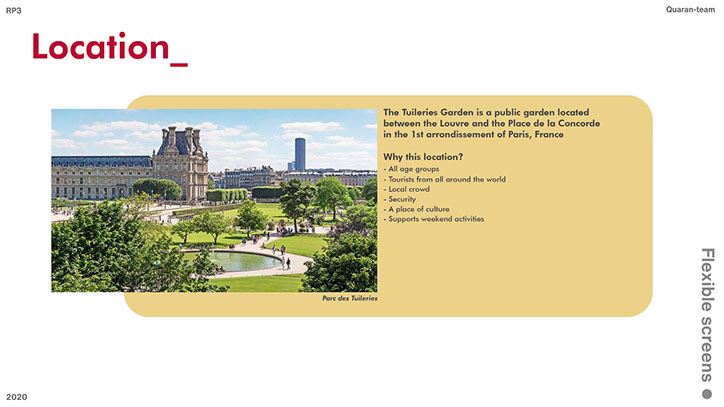 RP3
Quaran-team
Location_
The Tuileries Garden is a public garden located
between the Louvre and the Place de la Concorde
in the 1st arrondissement of Paris, France
Why this location?
- All age groups
- Tourists from all around the world
- Local crowd
- Security
- A place of culture
- Supports weekend activities
Parc des Tuileries
Flexible screens
2020